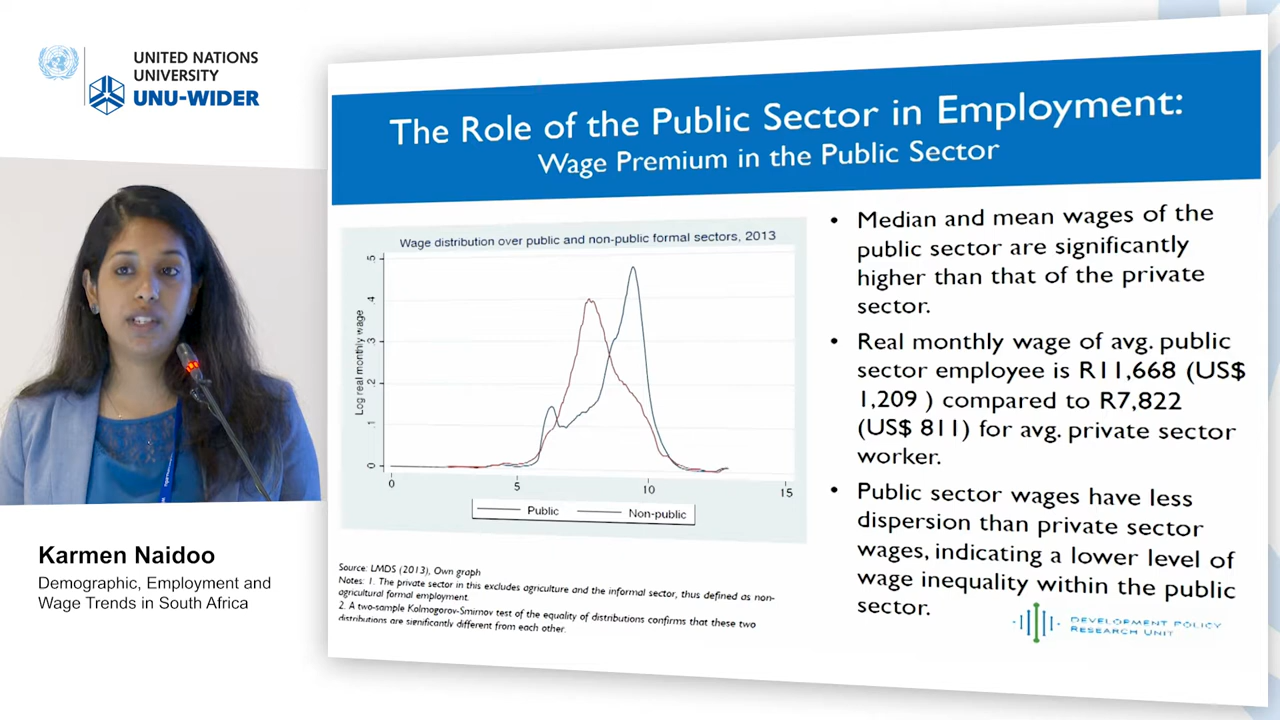 UNITED NATIONS
UNIVERSITY
UNU-WIDER
Karmen Naidoo
Demographic, Employment and
Wage Trends in South Africa
The Role of the Public Sector in Employment:
Wage Premium in the Public Sector
Wage distribution over public and non-public formal sectors, 2013
Log real monthly wage
0 .1 .2 .3 .4 .5
0 5 10 15
Public Non-public
Source: LMDS (2013), Own graph
Notes: 1. The private sector in this excludes agriculture and the informal sector, thus defined as non-
agricultural formal employment.
2. A two-sample Kolmogorov-Smirnov test of the equality of distributions confirms that these two
distributions are significantly different from each other.
• Median and mean wages of the
public sector are significantly
higher than that of the private
sector.
• Real monthly wage of avg. public
sector employee is R11,668 (US$
1,209 ) compared to R7,822
(US$ 811) for avg. private sector
worker.
• Public sector wages have less
dispersion than private sector
wages, indicating a lower level of
wage inequality within the public
sector.
DEVELOPMENT POLICY
RESEARCH UNIT